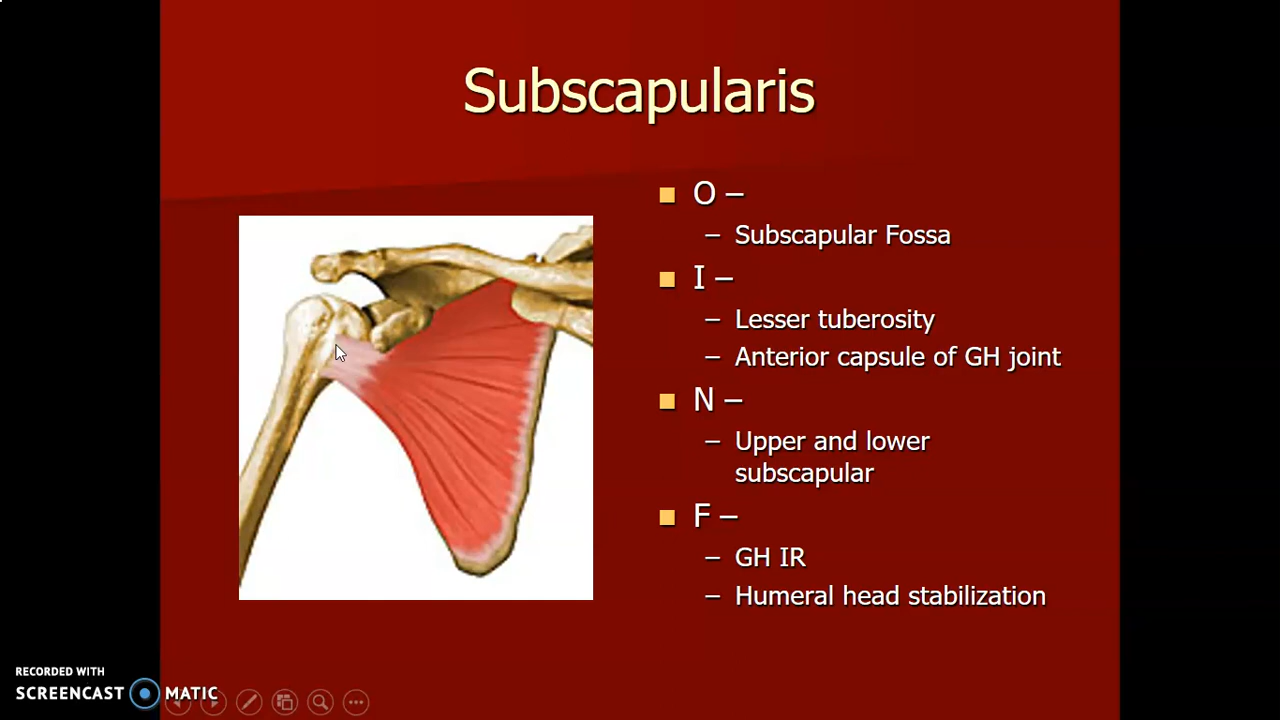 Subscapularis
O –
– Subscapular Fossa
I –
– Lesser tuberosity
– Anterior capsule of GH joint
N –
– Upper and lower
subscapular
F –
– GH IR
– Humeral head stabilization
RECORDED WITH
SCREENCAST MATIC